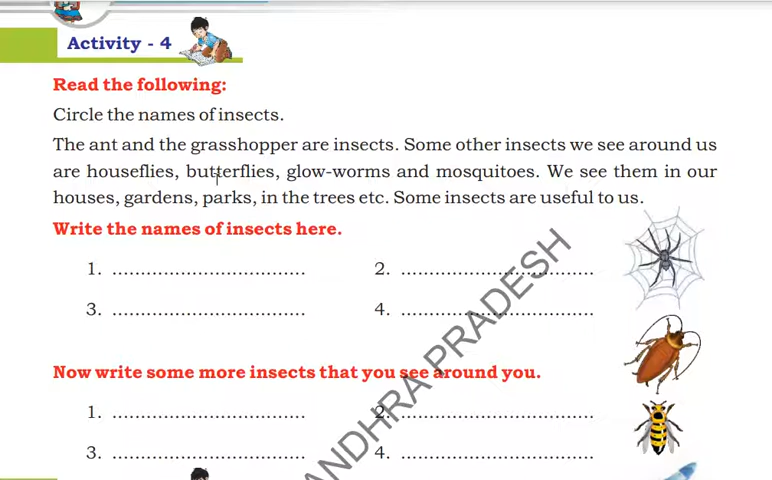 Activity - 4
Read the following:
Circle the names of insects.
The ant and the grasshopper are insects. Some other insects we see around us
are houseflies, butterflies, glow-worms and mosquitoes. We see them in our
houses, gardens, parks, in the trees etc. Some insects are useful to us.
Write the names of insects here.
1. .................................. 2. ..................................
3. .................................. 4. ..................................
Now write some more insects that you see around you.
1. .................................. 2. ..................................
3. .................................. 4. ..................................
ANDHRA PRADESH